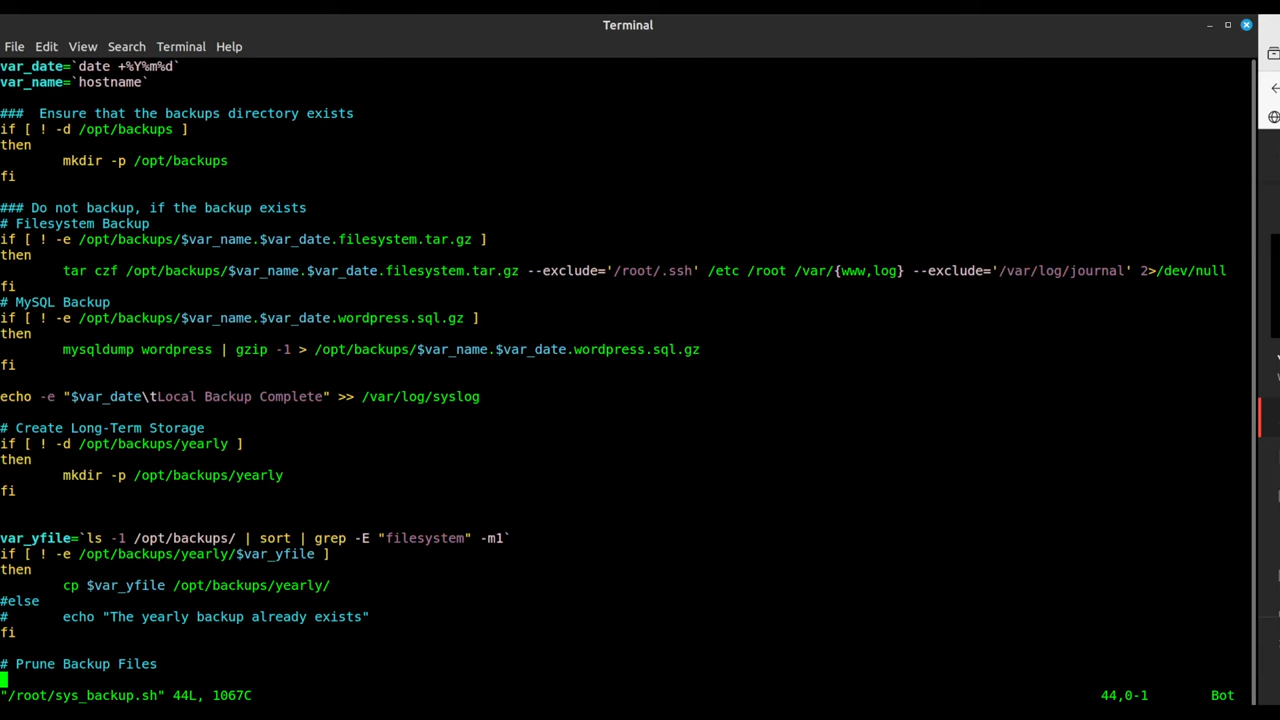 Terminal
File Edit View Search Terminal Help
var_date=`date +%Y%m%d`
var_name=`hostname`
###  Ensure that the backups directory exists
if [ ! -d /opt/backups ]
then
        mkdir -p /opt/backups
fi
### Do not backup, if the backup exists
# Filesystem Backup
if [ ! -e /opt/backups/$var_name.$var_date.filesystem.tar.gz ]
then
        tar czf /opt/backups/$var_name.$var_date.filesystem.tar.gz --exclude='/root/.ssh' /etc /root /var/{www,log} --exclude='/var/log/journal' 2>/dev/null
fi
# MySQL Backup
if [ ! -e /opt/backups/$var_name.$var_date.wordpress.sql.gz ]
then
        mysqldump wordpress | gzip -1 > /opt/backups/$var_name.$var_date.wordpress.sql.gz
fi
echo -e "$var_date\tLocal Backup Complete" >> /var/log/syslog
# Create Long-Term Storage
if [ ! -d /opt/backups/yearly ]
then
        mkdir -p /opt/backups/yearly
fi
var_yfile=`ls -1 /opt/backups/ | sort | grep -E "filesystem" -m1`
if [ ! -e /opt/backups/yearly/$var_yfile ]
then
        cp $var_yfile /opt/backups/yearly/
#else
#       echo "The yearly backup already exists"
fi
# Prune Backup Files
"/root/sys_backup.sh" 44L, 1067C 44,0-1 Bot